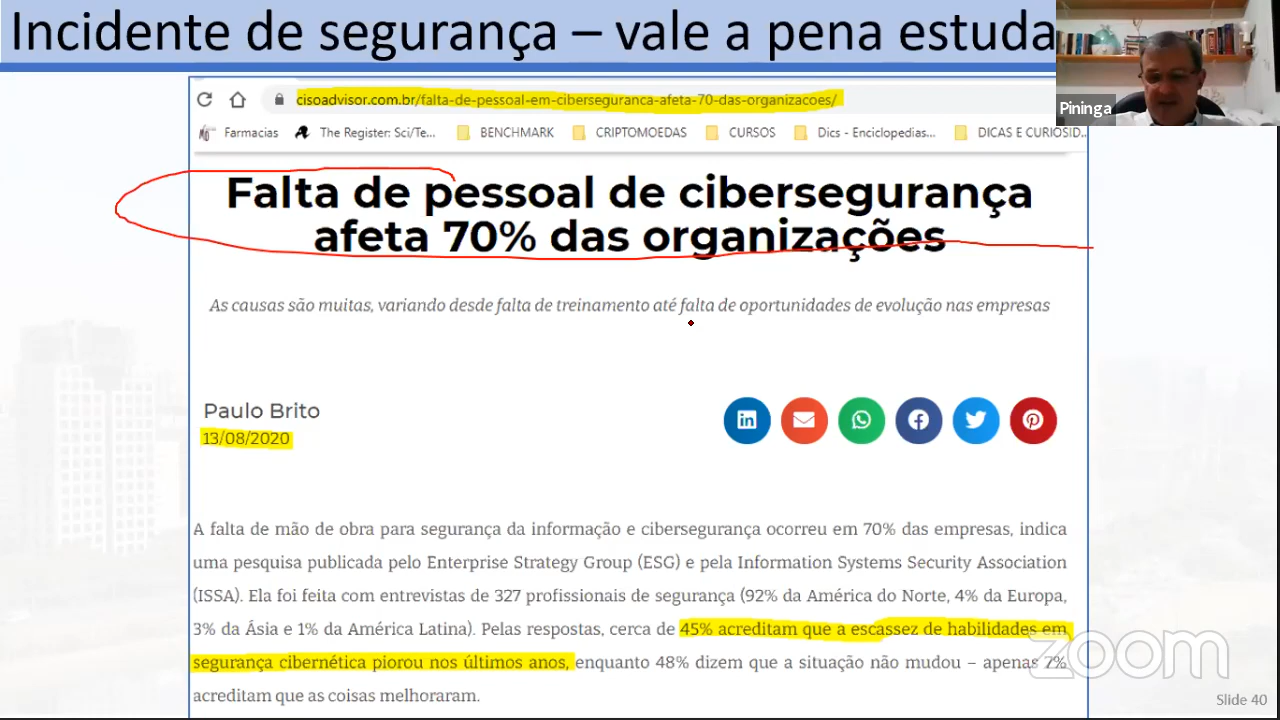 Incidente de segurança – vale a pena estuda
Pininga
cisoadvisor.com.br/falta-de-pessoal-em-ciberseguranca-afeta-70-das-organizacoes/
Farmacias The Register: Sci/Te... BENCHMARK CRIPTOMOEDAS CURSOS Dics - Enciclopedias... DICAS E CURIOSID...
Falta de pessoal de cibersegurança
afeta 70% das organizações
As causas são muitas, variando desde falta de treinamento até falta de oportunidades de evolução nas empresas
Paulo Brito
13/08/2020
A falta de mão de obra para segurança da informação e cibersegurança ocorreu em 70% das empresas, indica
uma pesquisa publicada pelo Enterprise Strategy Group (ESG) e pela Information Systems Security Association
(ISSA). Ela foi feita com entrevistas de 327 profissionais de segurança (92% da América do Norte, 4% da Europa,
3% da Ásia e 1% da América Latina). Pelas respostas, cerca de 45% acreditam que a escassez de habilidades em
segurança cibernética piorou nos últimos anos, enquanto 48% dizem que a situação não mudou – apenas 7%
acreditam que as coisas melhoraram.
zoom
Slide 40